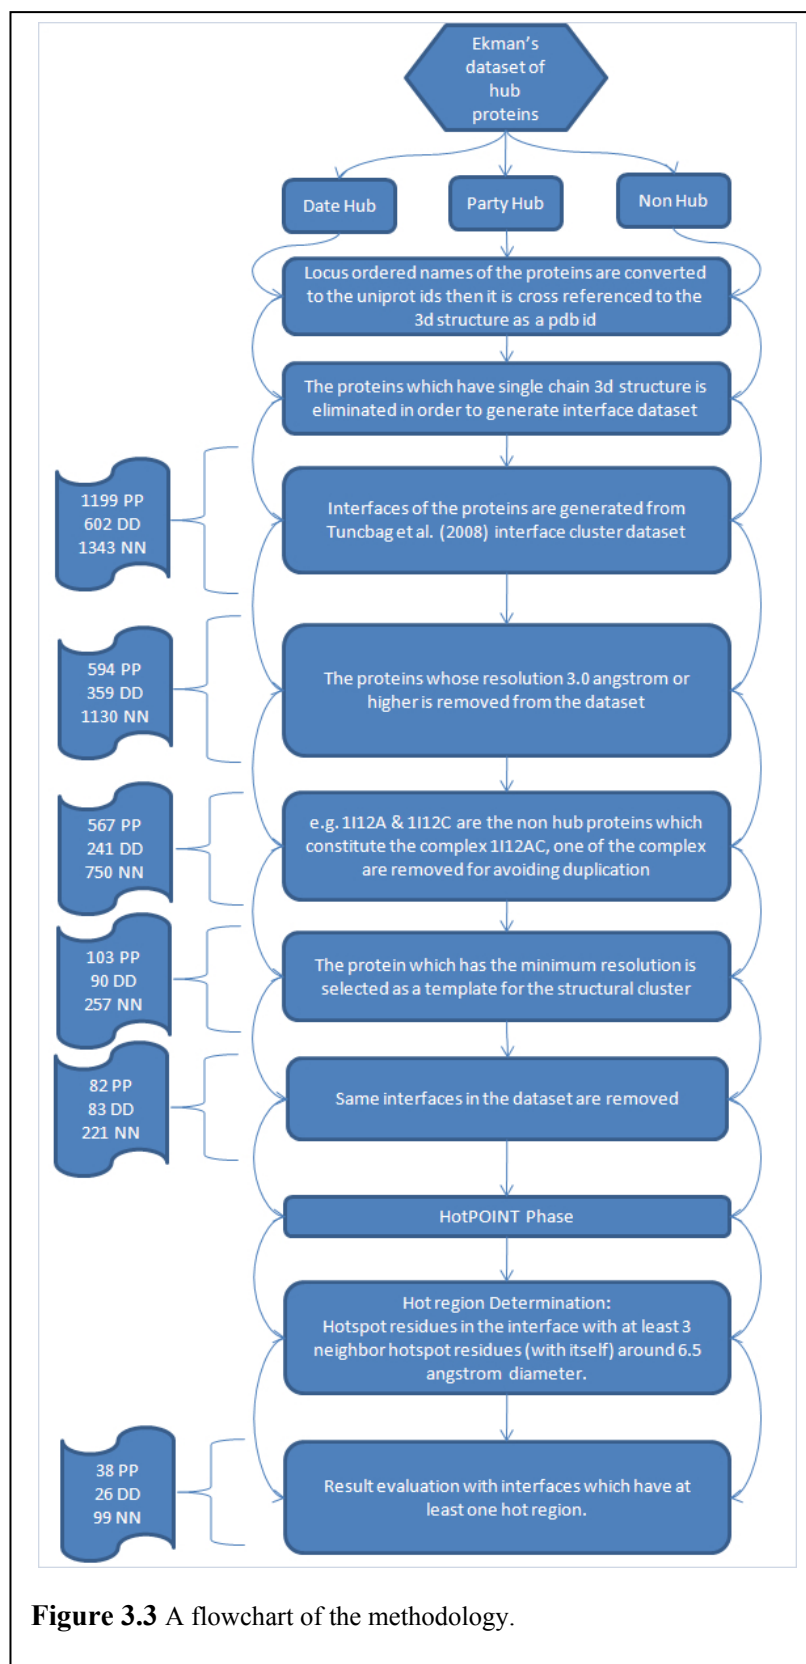 Ekman's
dataset of
hub
proteins
Date Hub
Party Hub
Non Hub
Locus ordered names of the proteins are converted
to the uniprot ids then it is cross referenced to the
3d structure as a pdb id
The proteins which have single chain 3d structure is
eliminated in order to generate interface dataset
1199 PP
602 DD
1343 NN
Interfaces of the proteins are generated from
Tuncbag et al. (2008) interface cluster dataset
594 PP
359 DD
1130 NN
The proteins whose resolution 3.0 angstrom or
higher is removed from the dataset
567 PP
241 DD
750 NN
e.g. 1I12A & 1I12C are the non hub proteins which
constitute the complex 1I12AC, one of the complex
are removed for avoiding duplication
103 PP
90 DD
257 NN
The protein which has the minimum resolution is
selected as a template for the structural cluster
82 PP
83 DD
221 NN
Same interfaces in the dataset are removed
HotPOINT Phase
Hot region Determination:
Hotspot residues in the interface with at least 3
neighbor hotspot residues (with itself) around 6.5
angstrom diameter.
38 PP
26 DD
99 NN
Result evaluation with interfaces which have at
least one hot region.
Figure 3.3 A flowchart of the methodology.